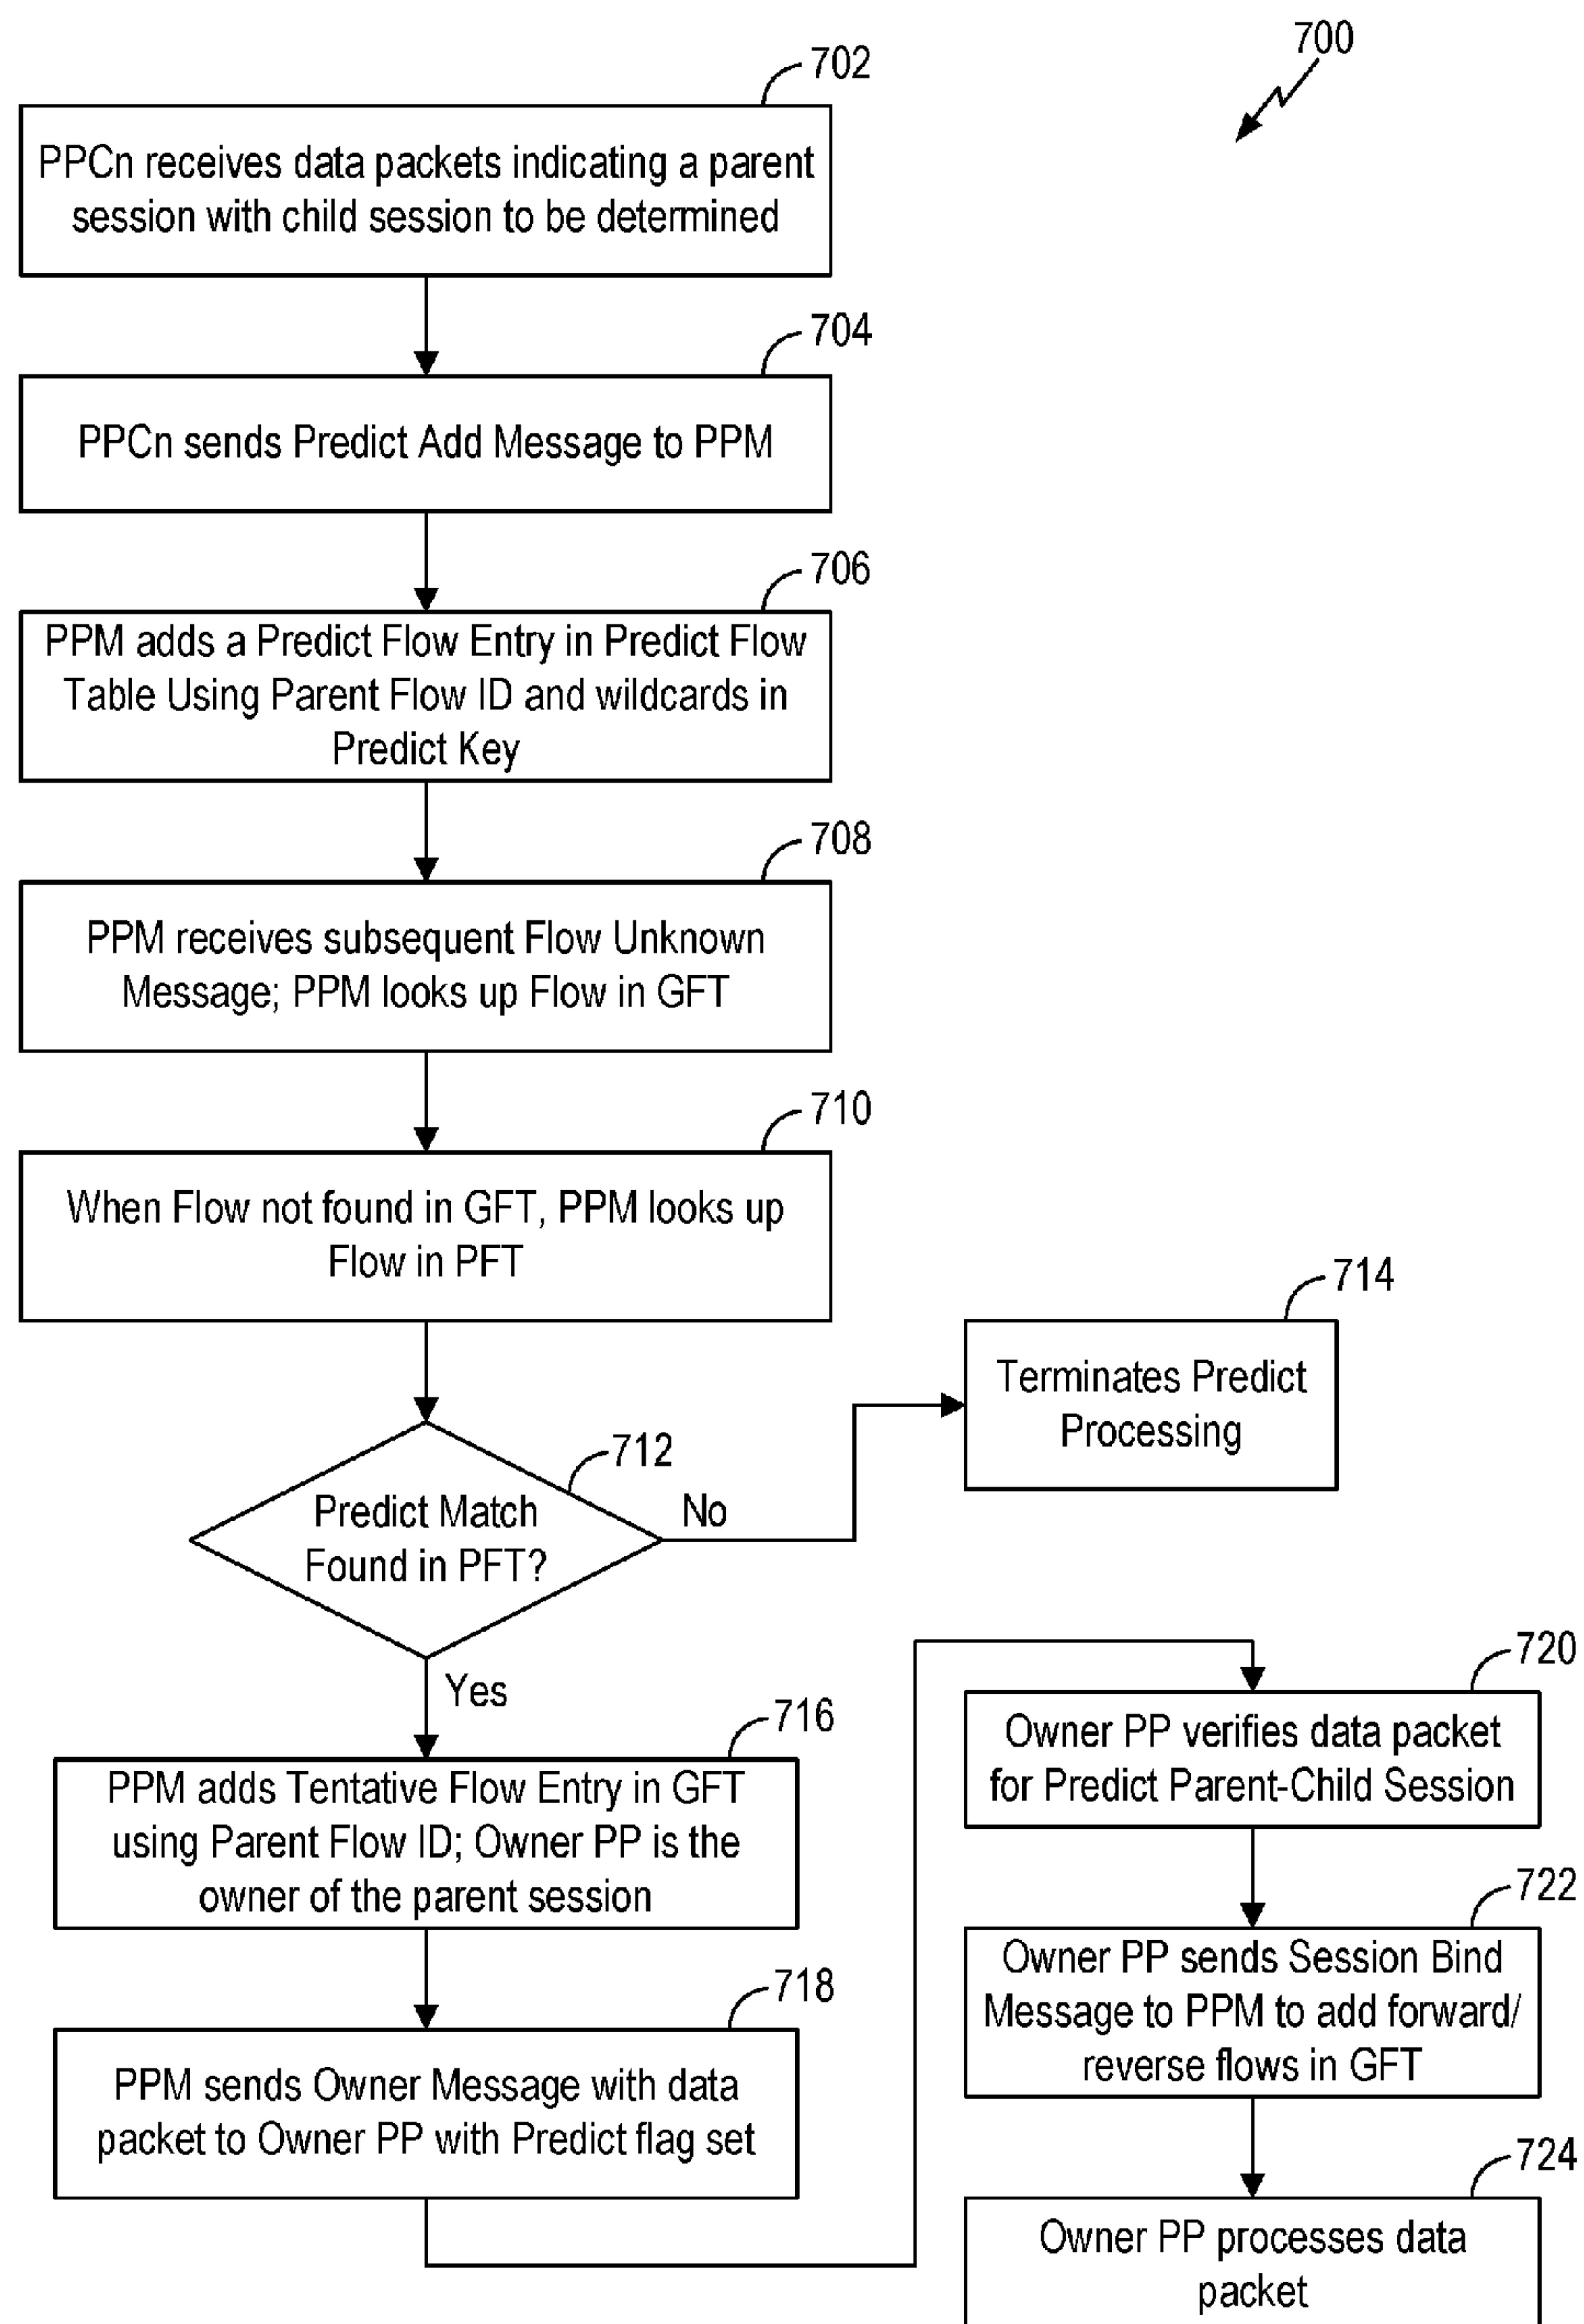 700
702
PPCn receives data packets indicating a parent
session with child session to be determined
704
PPCn sends Predict Add Message to PPM
706
PPM adds a Predict Flow Entry in Predict Flow
Table Using Parent Flow ID and wildcards in
Predict Key
708
PPM receives subsequent Flow Unknown
Message; PPM looks up Flow in GFT
710
When Flow not found in GFT, PPM looks up
Flow in PFT
712
Predict Match
Found in PFT?
No
714
Terminates Predict
Processing
Yes
716
PPM adds Tentative Flow Entry in GFT
using Parent Flow ID; Owner PP is the
owner of the parent session
718
PPM sends Owner Message with data
packet to Owner PP with Predict flag set
720
Owner PP verifies data packet
for Predict Parent-Child Session
722
Owner PP sends Session Bind
Message to PPM to add forward/
reverse flows in GFT
724
Owner PP processes data
packet